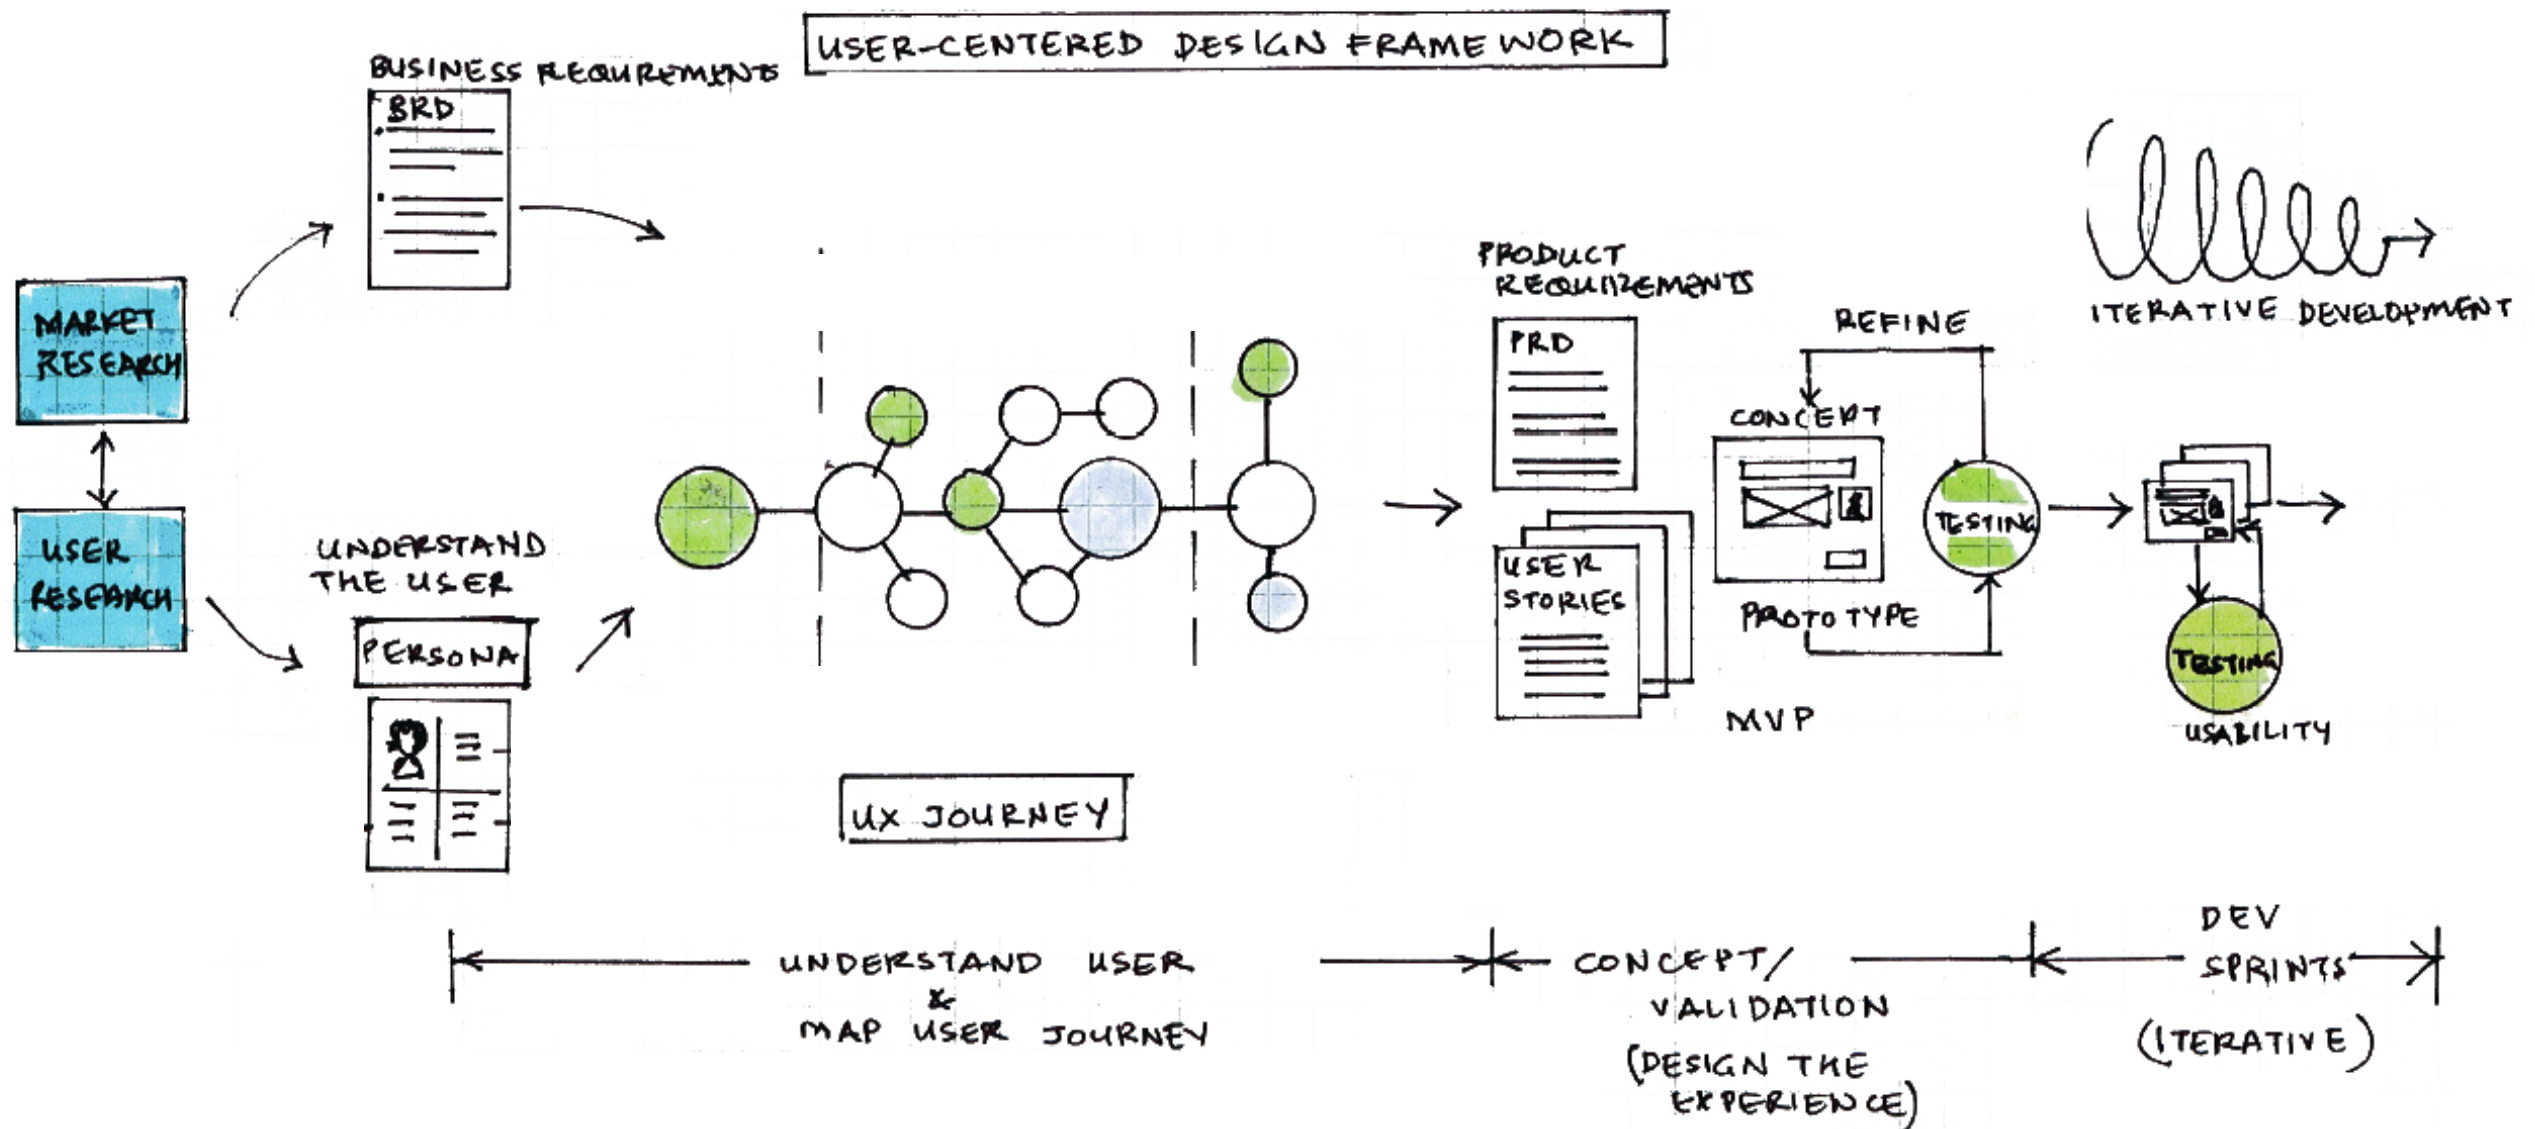 USER-CENTERED DESIGN FRAMEWORK
BUSINESS REQUREMENTS
BRD
MARKET
RESEARCH
USER
RESEARCH
UNDERSTAND
THE USER
PERSONA
UX JOURNEY
PRODUCT
REQUIREMENTS
PRD
USER
STORIES
REFINE
CONCEPT
PROTOTYPE
TESTING
MVP
ITERATIVE DEVELOPMENT
TESTING
USABILITY
UNDERSTAND USER
&
MAP USER JOURNEY
CONCEPT/
VALIDATION
(DESIGN THE
EXPERIENCE)
DEV
SPRINTS
(ITERATIVE)